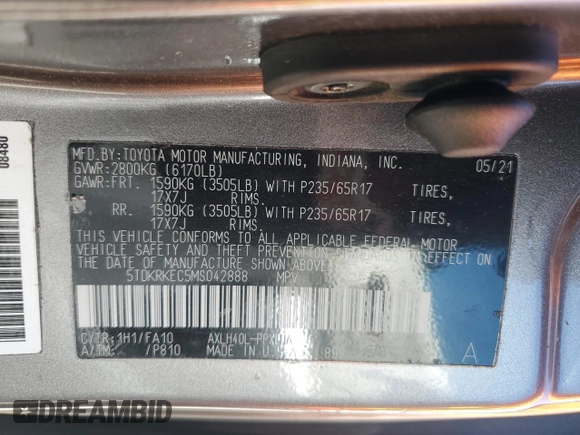 08480
MFD.BY:TOYOTA MOTOR MANUFACTURING, INDIANA, INC. 05/21
GVWR:2800KG (6170LB)
GAWR:FRT. 1590KG (3505LB) WITH P235/65R17 TIRES,
17X7J RIMS.
RR. 1590KG (3505LB) WITH P235/65R17 TIRES,
17X7J RIMS.
THIS VEHICLE CONFORMS TO ALL APPLICABLE FEDERAL MOTOR
VEHICLE SAFETY AND THEFT PREVENTION STANDARDS IN EFFECT ON
THE DATE OF MANUFACTURE SHOWN ABOVE.
5TDKRKEC5MS042888 MPV
C/TR:1H1/FA10 AXLH40L
A/TM: /P810 MADE IN A
DREAMBID